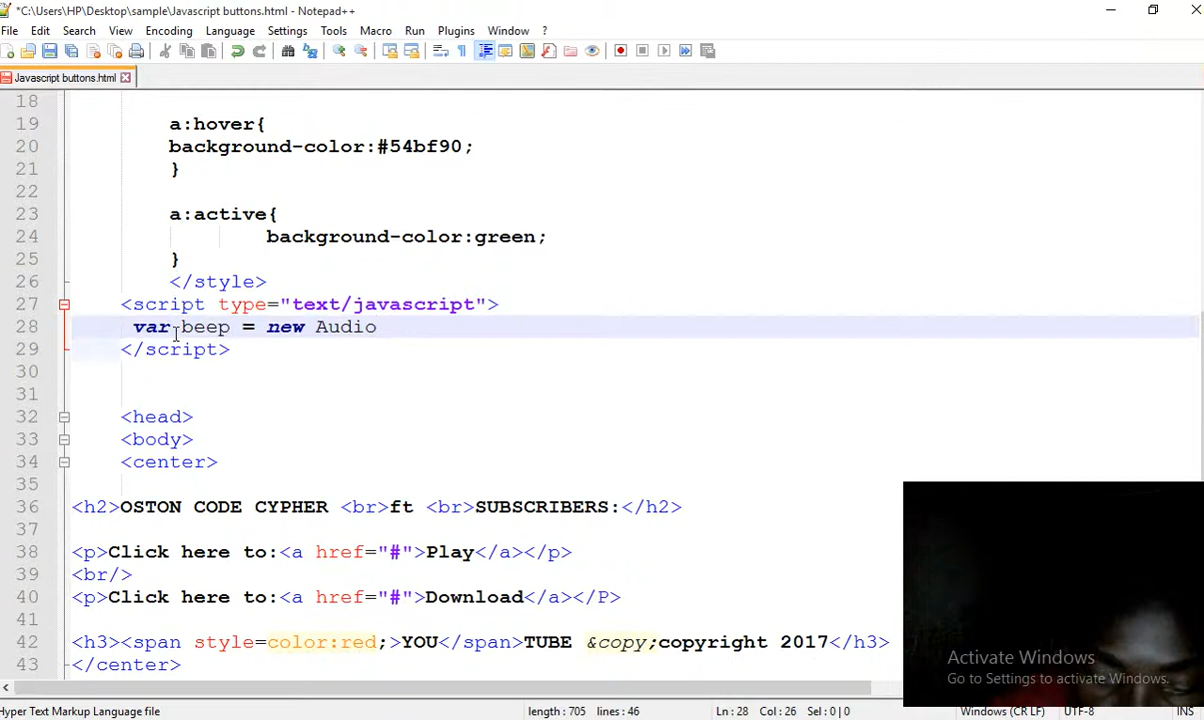 *C:\Users\HP\Desktop\sample\Javascript buttons.html - Notepad++
File Edit Search View Encoding Language Settings Tools Macro Run Plugins Window ?
Javascript buttons.html
18
19 a:hover{
20 background-color:#54bf90;
21 }
22
23 a:active{
24 background-color:green;
25 }
26 </style>
27 <script type="text/javascript">
28 var beep = new Audio
29 </script>
30
31
32 <head>
33 <body>
34 <center>
35
36 <h2>OSTON CODE CYPHER <br>ft <br>SUBSCRIBERS:</h2>
37
38 <p>Click here to:<a href="#">Play</a></p>
39 <br/>
40 <p>Click here to:<a href="#">Download</a></P>
41
42 <h3><span style=color:red;>YOU</span>TUBE &copy;copyright 2017</h3>
43 </center>
Activate Windows
Go to Settings to activate Windows.
Hyper Text Markup Language file length : 705 lines : 46 Ln : 28 Col : 26 Sel : 0 | 0 Windows (CR LF) UTF-8 INS